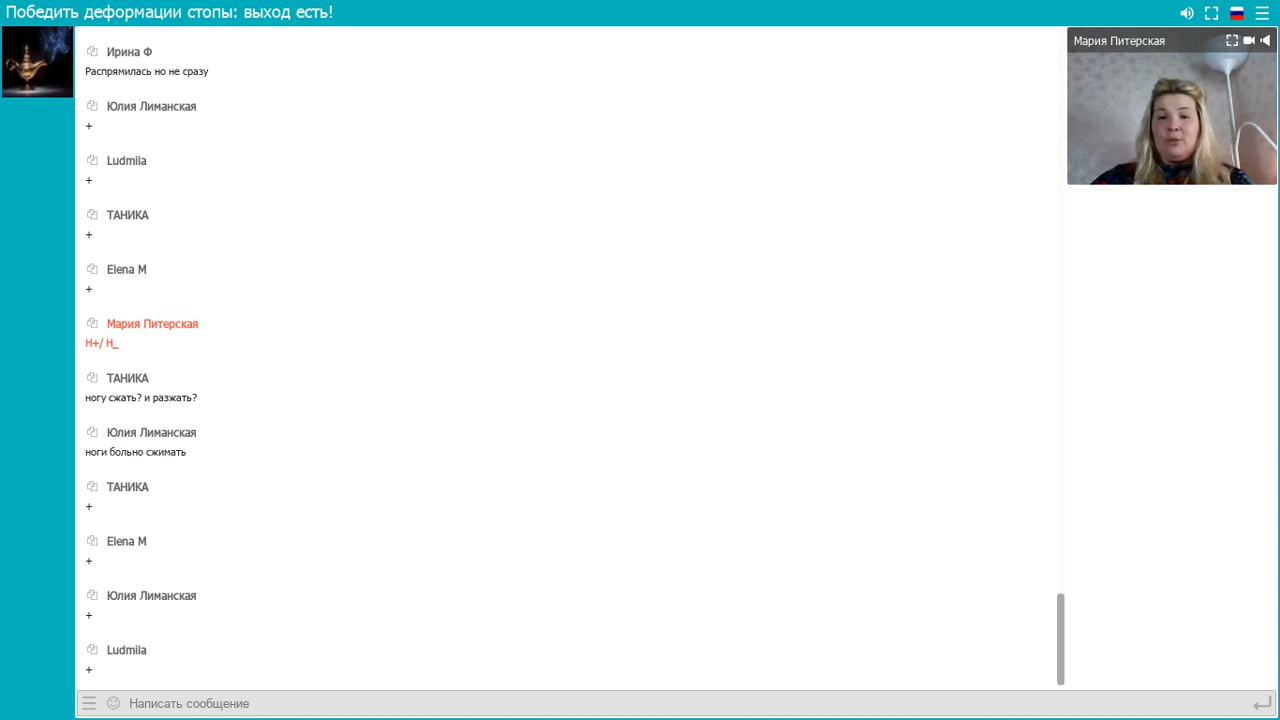 Победить деформации стопы: выход есть!
Ирина Ф
Распрямилась но не сразу
Юлия Лиманская
+
Ludmila
+
ТАНИКА
+
Elena M
+
Мария Питерская
Н+/ Н_
ТАНИКА
ногу сжать? и разжать?
Юлия Лиманская
ноги больно сжимать
ТАНИКА
+
Elena M
+
Юлия Лиманская
+
Ludmila
+
Написать сообщение
Мария Питерская